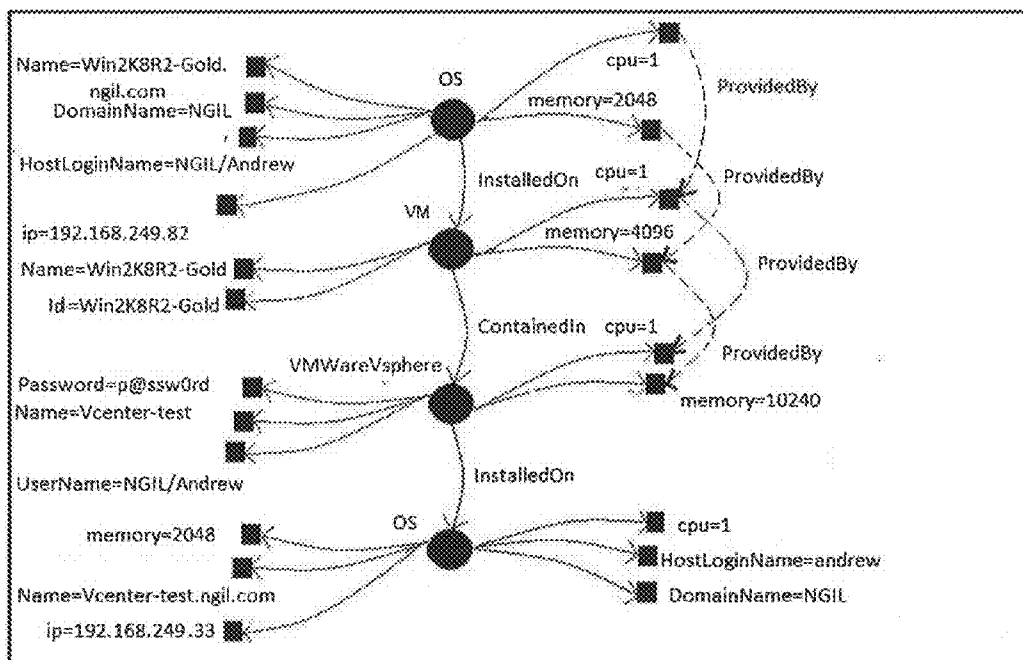 Name=Win2K8R2-Gold.
ngil.com
DomainName=NGIL
,
HostLoginName=NGIL/Andrew
ip=192.168.249.82
OS
cpu=1
memory=2048
ProvidedBy
InstalledOn
cpu=1
ProvidedBy
VM
memory=4096
Name=Win2K8R2-Gold
Id=Win2K8R2-Gold
ProvidedBy
ContainedIn
cpu=1
ProvidedBy
VMWareVsphere
Password=p@ssw0rd
Name=Vcenter-test
memory=10240
UserName=NGIL/Andrew
InstalledOn
OS
memory=2048
cpu=1
HostLoginName=andrew
Name=Vcenter-test.ngil.com
DomainName=NGIL
ip=192.168.249.33